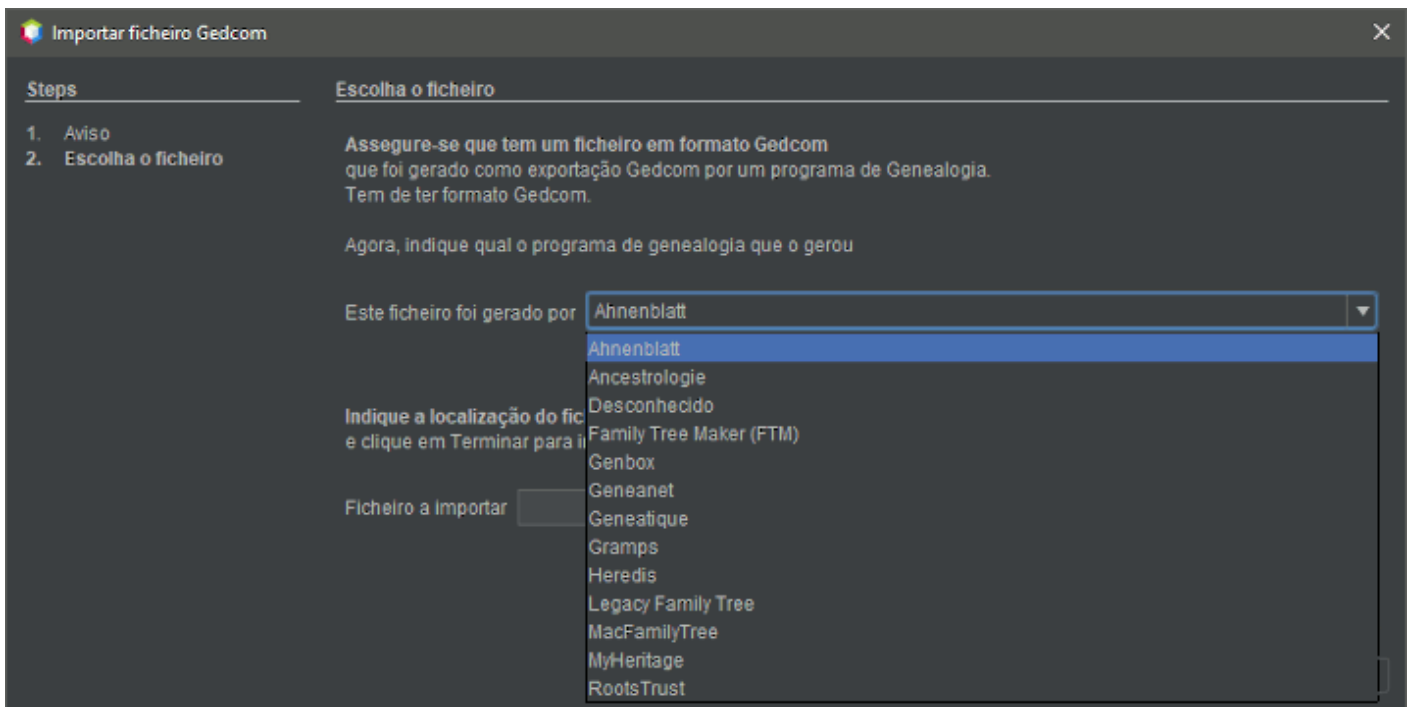 Importar ficheiro Gedcom
Steps
1. Aviso
2. Escolha o ficheiro
Escolha o ficheiro
Assegure-se que tem um ficheiro em formato Gedcom
que foi gerado como exportação Gedcom por um programa de Genealogia.
Tem de ter formato Gedcom.
Agora, indique qual o programa de genealogia que o gerou
Este ficheiro foi gerado por Ahnenblatt
Ahnenblatt
Ancestrologie
Desconhecido
Family Tree Maker (FTM)
Genbox
Geneanet
Geneatique
Gramps
Heredis
Legacy Family Tree
MacFamilyTree
MyHeritage
RootsTrust
Indique a localização do fic
e clique em Terminar para i
Ficheiro a importar